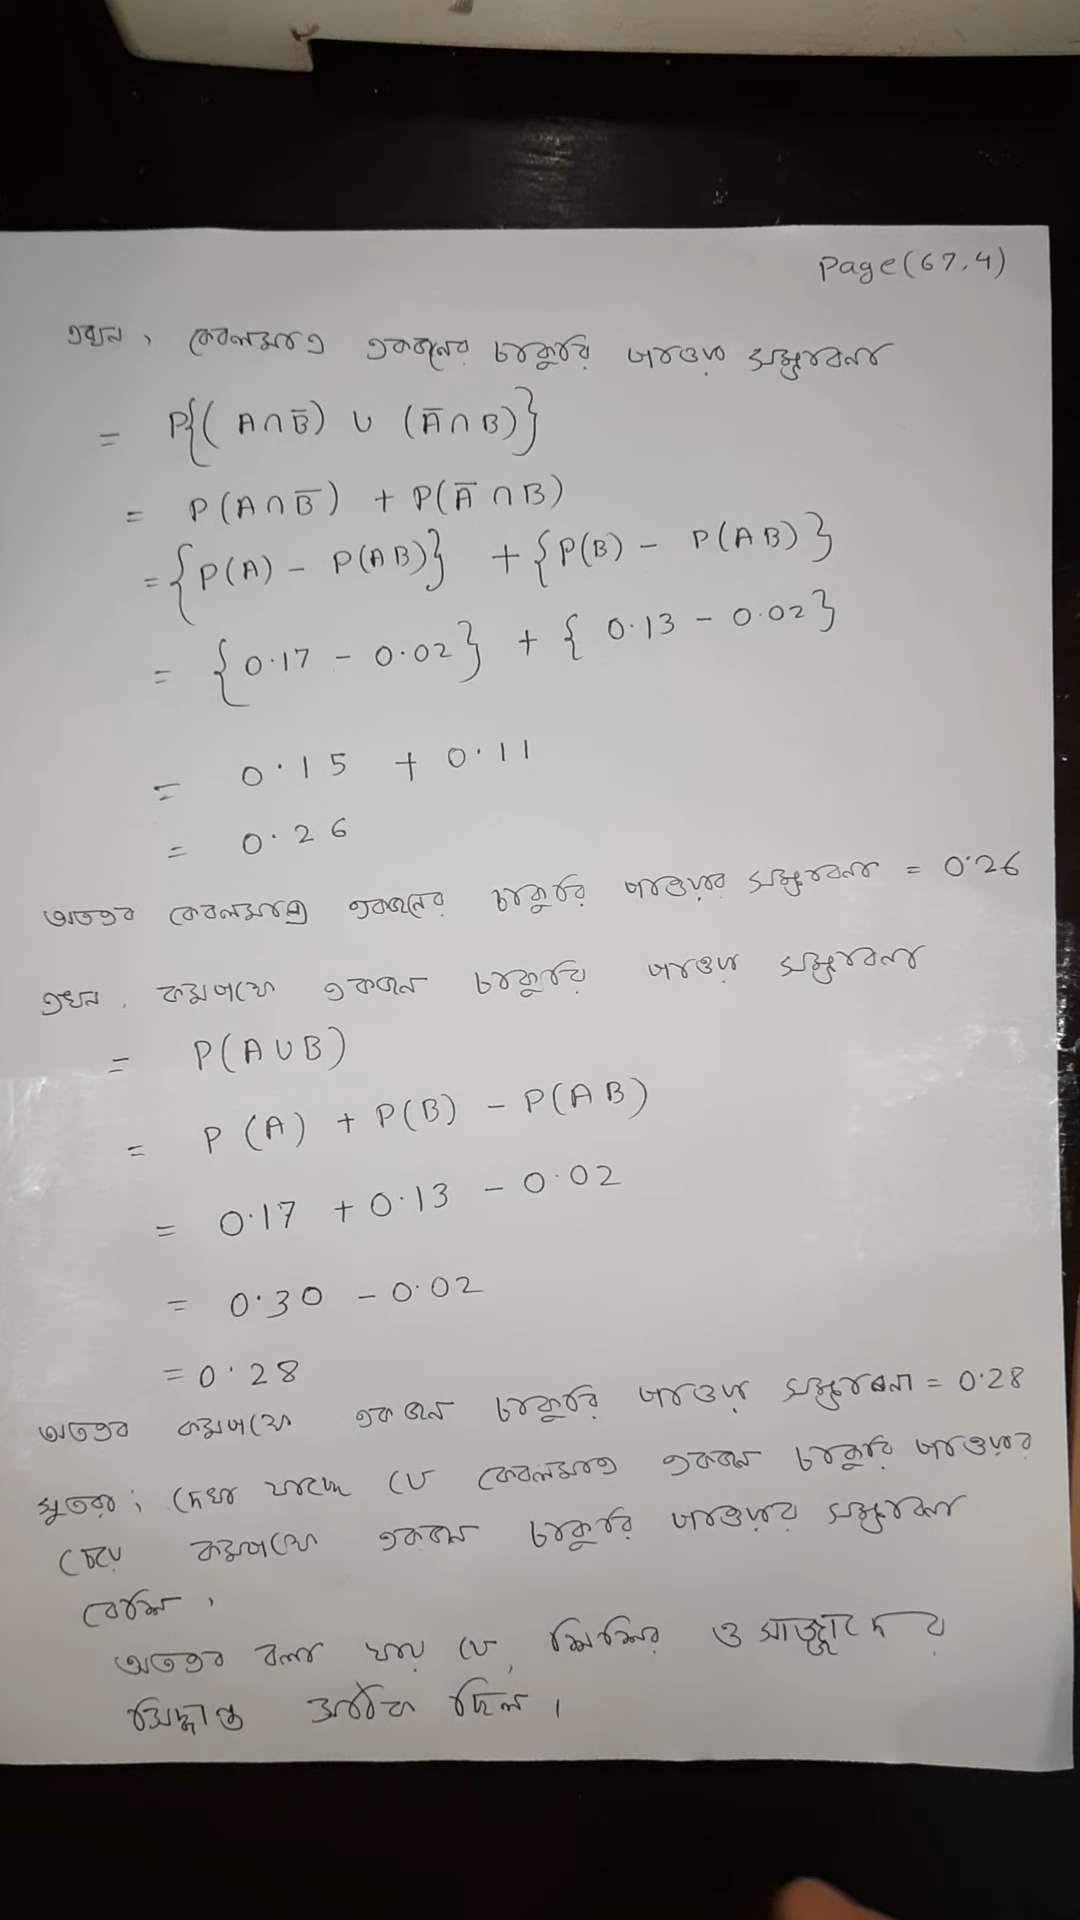 Page(67.4)
এখন, কেবলমাত্র একজনের চাকুরি পাওয়ার সম্ভাবনা
= P{(A∩B̅) ∪ (A̅∩B)}
= P(A∩B̅) + P(A̅∩B)
= {P(A) - P(AB)} + {P(B) - P(AB)}
= {0.17 - 0.02} + {0.13 - 0.02}
= 0.15 + 0.11
= 0.26
অতএব কেবলমাত্র একজনের চাকুরি পাওয়ার সম্ভাবনা = 0.26
এখন, কমপক্ষে একজন চাকুরি পাওয়ার সম্ভাবনা
= P(A∪B)
= P(A) + P(B) - P(AB)
= 0.17 + 0.13 - 0.02
= 0.30 - 0.02
= 0.28
অতএব কমপক্ষে একজন চাকুরি পাওয়ার সম্ভাবনা = 0.28
সুতরাং দেখা যাচ্ছে যে কেবলমাত্র একজন চাকুরি পাওয়ার
চেয়ে কমপক্ষে একজন চাকুরি পাওয়ার সম্ভাবনা
বেশি,
অতএব বলা যায় যে, ও
সিদ্ধান্ত সঠিক ছিল।